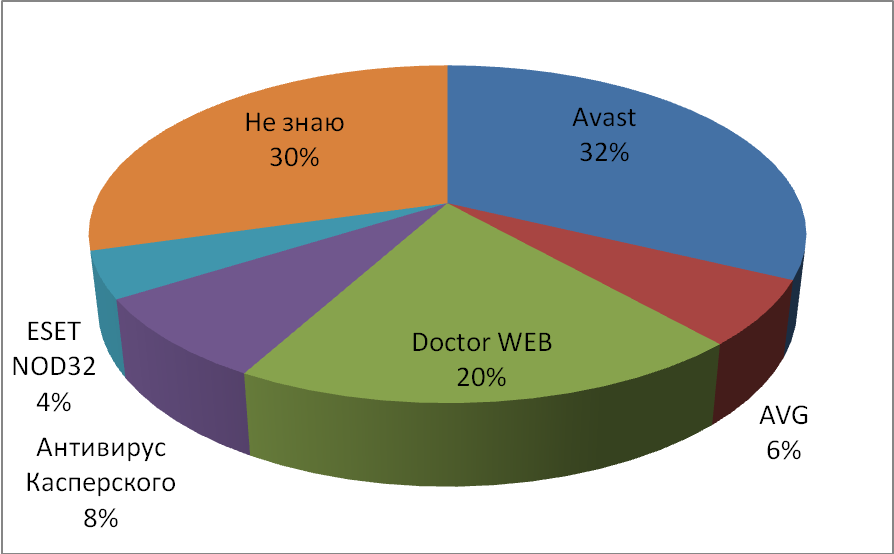 Не знаю
30%
Avast
32%
Doctor WEB
20%
AVG
6%
ESET
NOD32
4%
Антивирус
Касперского
8%